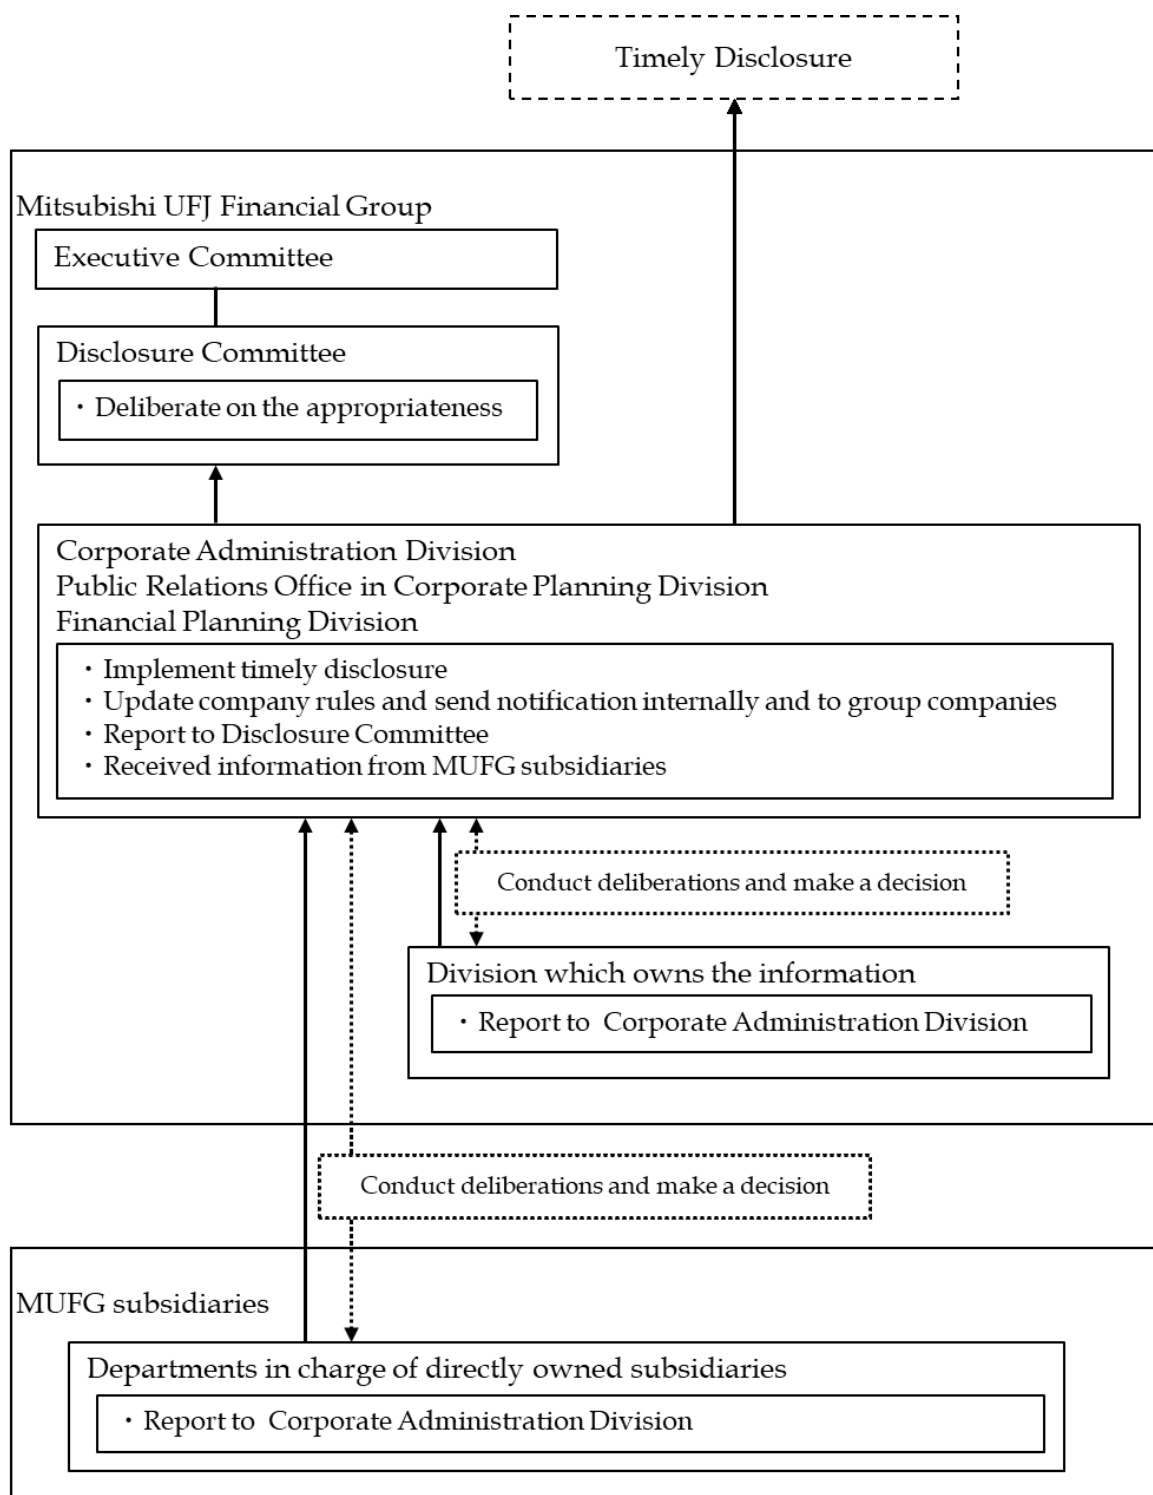 Timely Disclosure
Mitsubishi UFJ Financial Group
Executive Committee
Disclosure Committee
・Deliberate on the appropriateness
Corporate Administration Division
Public Relations Office in Corporate Planning Division
Financial Planning Division
・Implement timely disclosure
・Update company rules and send notification internally and to group companies
・Report to Disclosure Committee
・Received information from MUFG subsidiaries
Conduct deliberations and make a decision
Division which owns the information
・Report to Corporate Administration Division
Conduct deliberations and make a decision
MUFG subsidiaries
Departments in charge of directly owned subsidiaries
・Report to Corporate Administration Division